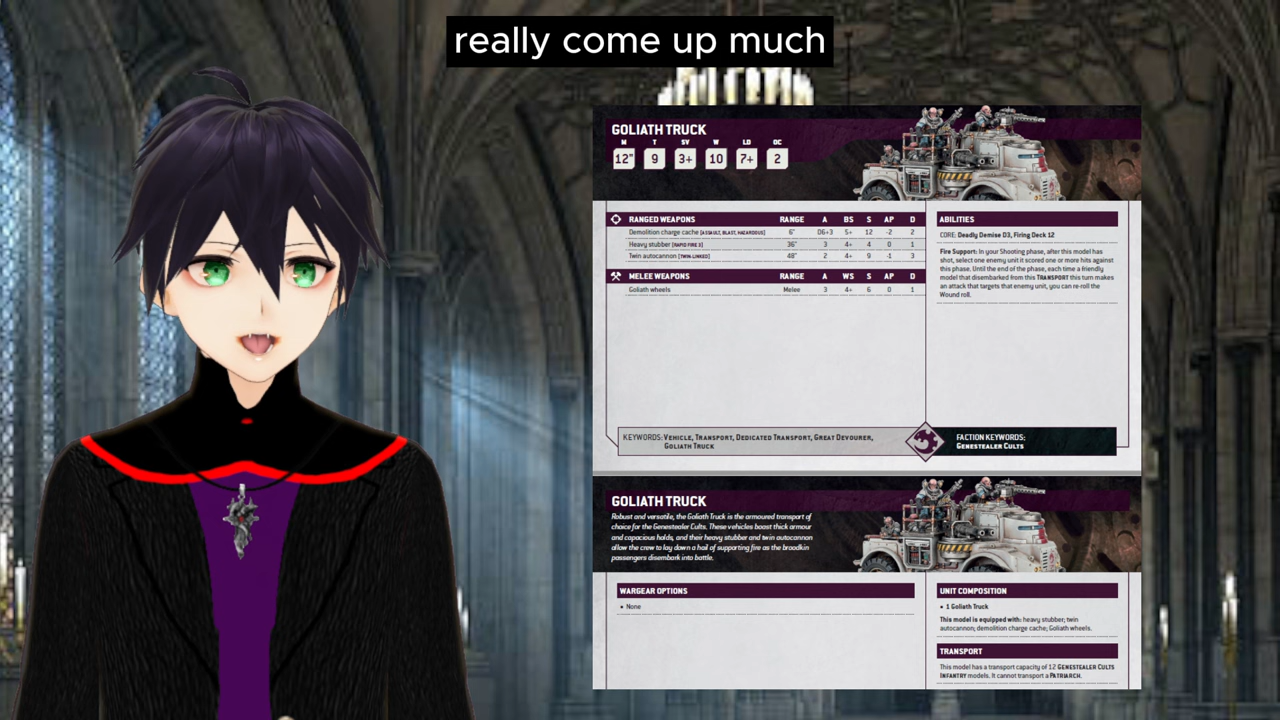 really come up much
GOLIATH TRUCK
M T SV W LD OC
12" 9 3+ 10 7+ 2
RANGED WEAPONS RANGE A BS S AP D
Demolition charge cache [ASSAULT, BLAST, HAZARDOUS] 6" D6+3 5+ 12 -2 2
Heavy stubber [RAPID FIRE 3] 36" 3 4+ 4 0 1
Twin autocannon [TWIN-LINKED] 48" 2 4+ 9 -1 3
MELEE WEAPONS RANGE A WS S AP D
Goliath wheels Melee 3 4+ 6 0 1
ABILITIES
CORE: Deadly Demise D3, Firing Deck 12
Fire Support: In your Shooting phase, after this model has
shot, select one enemy unit it scored one or more hits against
this phase. Until the end of the phase, each time a friendly
model that disembarked from this TRANSPORT this turn makes
an attack that targets that enemy unit, you can re-roll the
Wound roll.
KEYWORDS: VEHICLE, TRANSPORT, DEDICATED TRANSPORT, GREAT DEVOURER,
GOLIATH TRUCK
FACTION KEYWORDS:
GENESTEALER CULTS
GOLIATH TRUCK
Robust and versatile, the Goliath Truck is the armoured transport of
choice for the Genestealer Cults. These vehicles boast thick armour
and capacious holds, and their heavy stubber and twin autocannon
allow the crew to lay down a hail of supporting fire as the broodkin
passengers disembark into battle.
WARGEAR OPTIONS
• None
UNIT COMPOSITION
• 1 Goliath Truck
This model is equipped with: heavy stubber; twin
autocannon; demolition charge cache; Goliath wheels.
TRANSPORT
This model has a transport capacity of 12 GENESTEALER CULTS
INFANTRY models. It cannot transport a PATRIARCH.